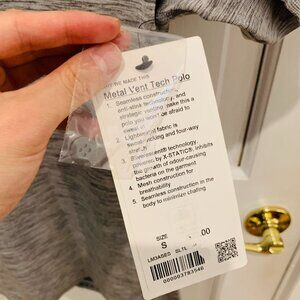 WE MADE THIS
Metal Vent Tech Polo
1. Seamless construction,
anti-stink technology, and
strategic venting make this a
polo you won't be afraid to
sweat in
2. Lightweight fabric is
sweat-wicking and four-way
stretch
3. Silverescent® technology,
powered by X-STATIC®, inhibits
the growth of odour-causing
bacteria on the garment
4. Mesh construction for
breathability
5. Seamless construction in the
body to minimize chafing
SIZE
S
.00
LM3ABED
000003783546